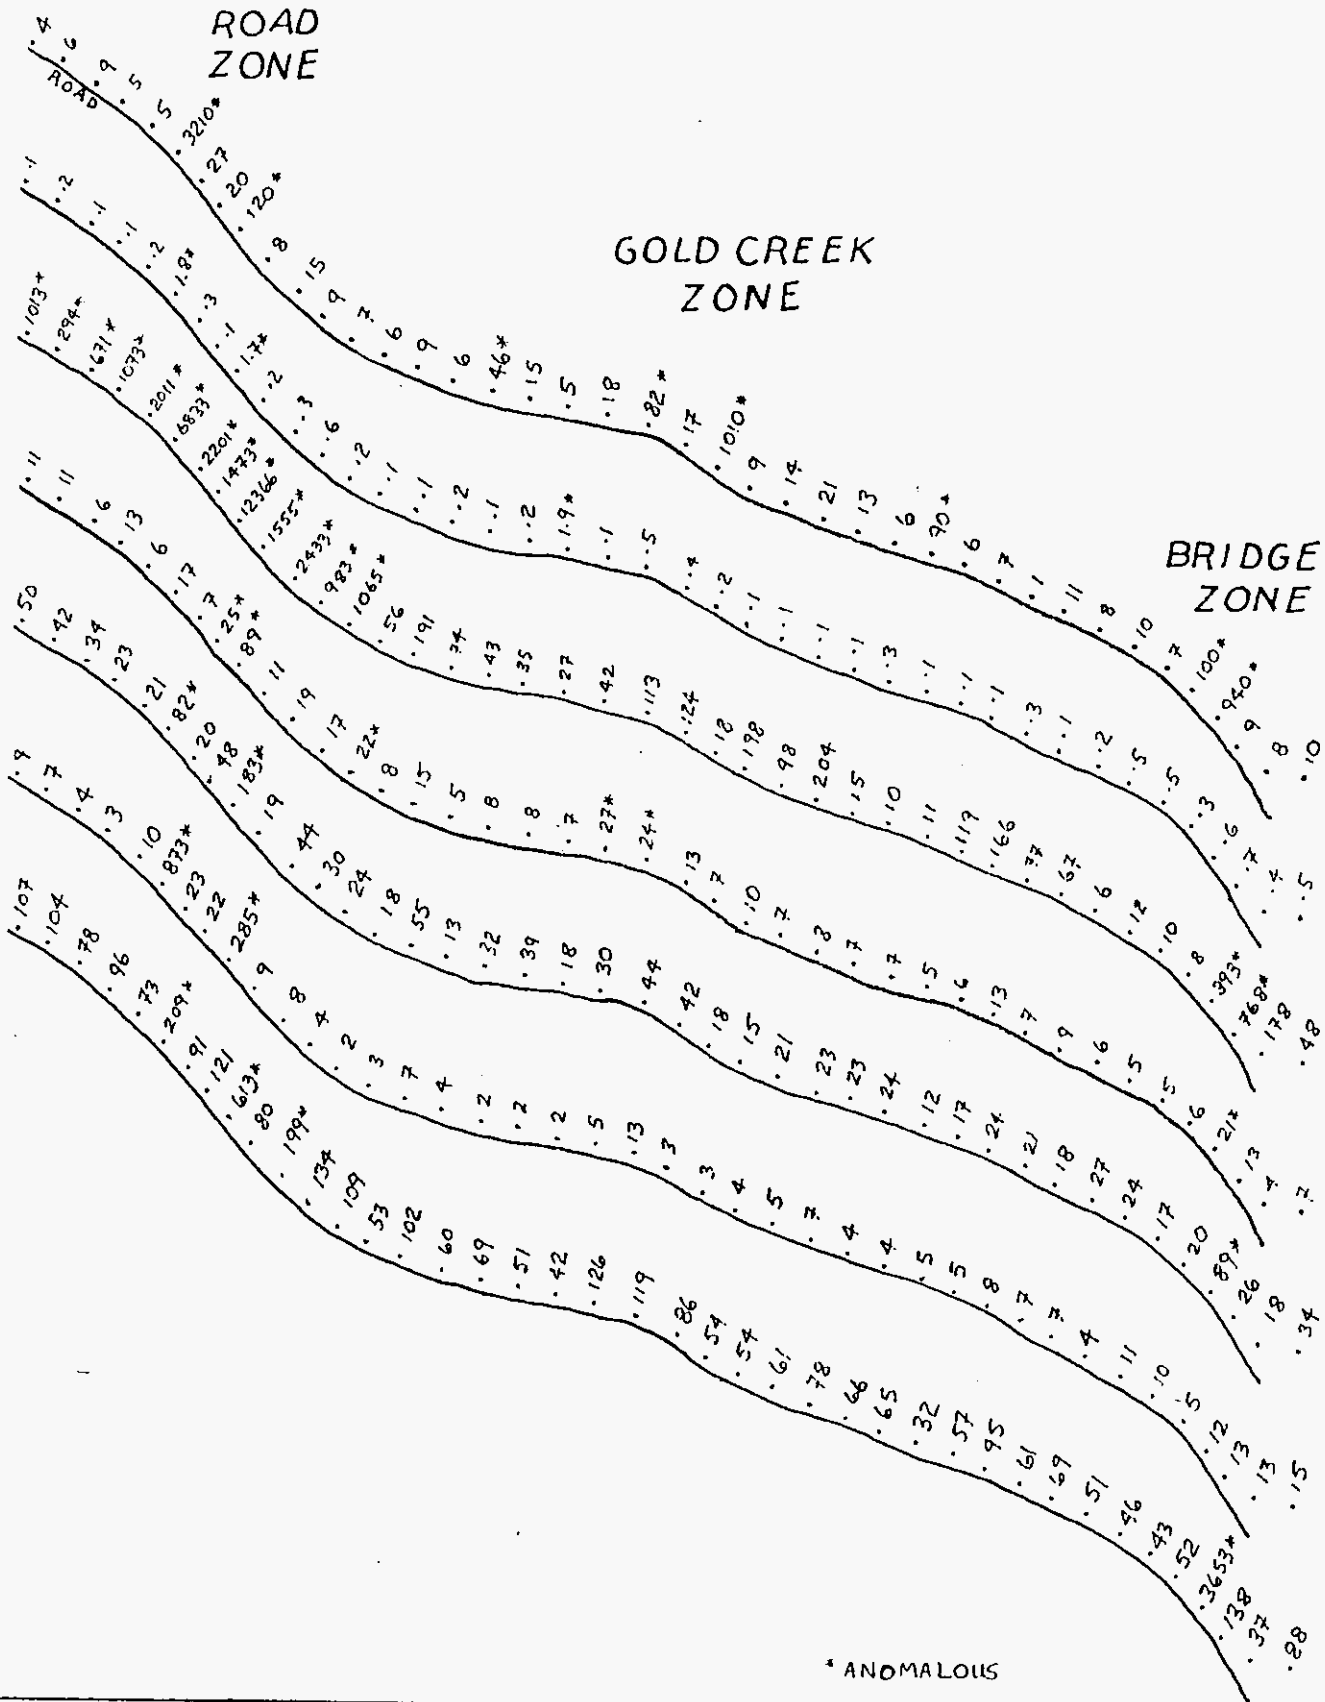 ROAD
ZONE
4 6 9 5 5 3210* 27 20 120* 8 15 9 7 6 9 6 46* 15 5 18 82* 17 1010* 9 14 21 13 6 90* 6 7 1 11 8 10 7 100* 940* 9 8 10
ROAD
GOLD CREEK
ZONE
BRIDGE
ZONE
.1 .2 .1 .1 .2 1.8* .3 .1 1.7* .2 .3 .6 .2 .1 .1 .2 .1 .2 1.9* .1 .5 .4 .2 .1 .1 .1 .1 .3 .1 .1 .1 .3 .1 .2 .5 .5 .3 .6 .7 .4 .5
1013* 294* 671* 1073* 2011* 6833* 2201* 1473* 12366* 1555* 2433* 983* 1065* 56 191 34 43 35 27 42 113 124 18 198 98 204 15 10 11 119 166 77 67 6 12 10 8 393* 768* 178 48
11 11 6 13 6 17 7 25* 89* 11 19 17 22* 8 15 5 8 8 7 27* 24* 13 7 10 7 8 7 7 5 6 13 7 9 6 5 5 6 21* 13 4 7
50 42 34 23 21 82* 20 48 183* 19 44 30 24 18 55 13 32 39 18 30 44 42 18 15 21 23 23 24 12 17 24 21 18 27 24 17 20 89* 26 18 34
9 7 4 3 10 873* 23 22 285* 9 8 4 2 3 7 4 2 2 2 5 13 3 3 4 5 7 4 4 5 5 8 7 7 4 11 10 5 12 13 13 15
107 104 78 96 73 209* 91 121 613* 80 199* 134 109 53 102 60 69 51 42 126 119 86 54 54 61 78 66 65 32 57 95 61 69 51 46 43 52 3653* 138 37 28
* ANOMALOUS